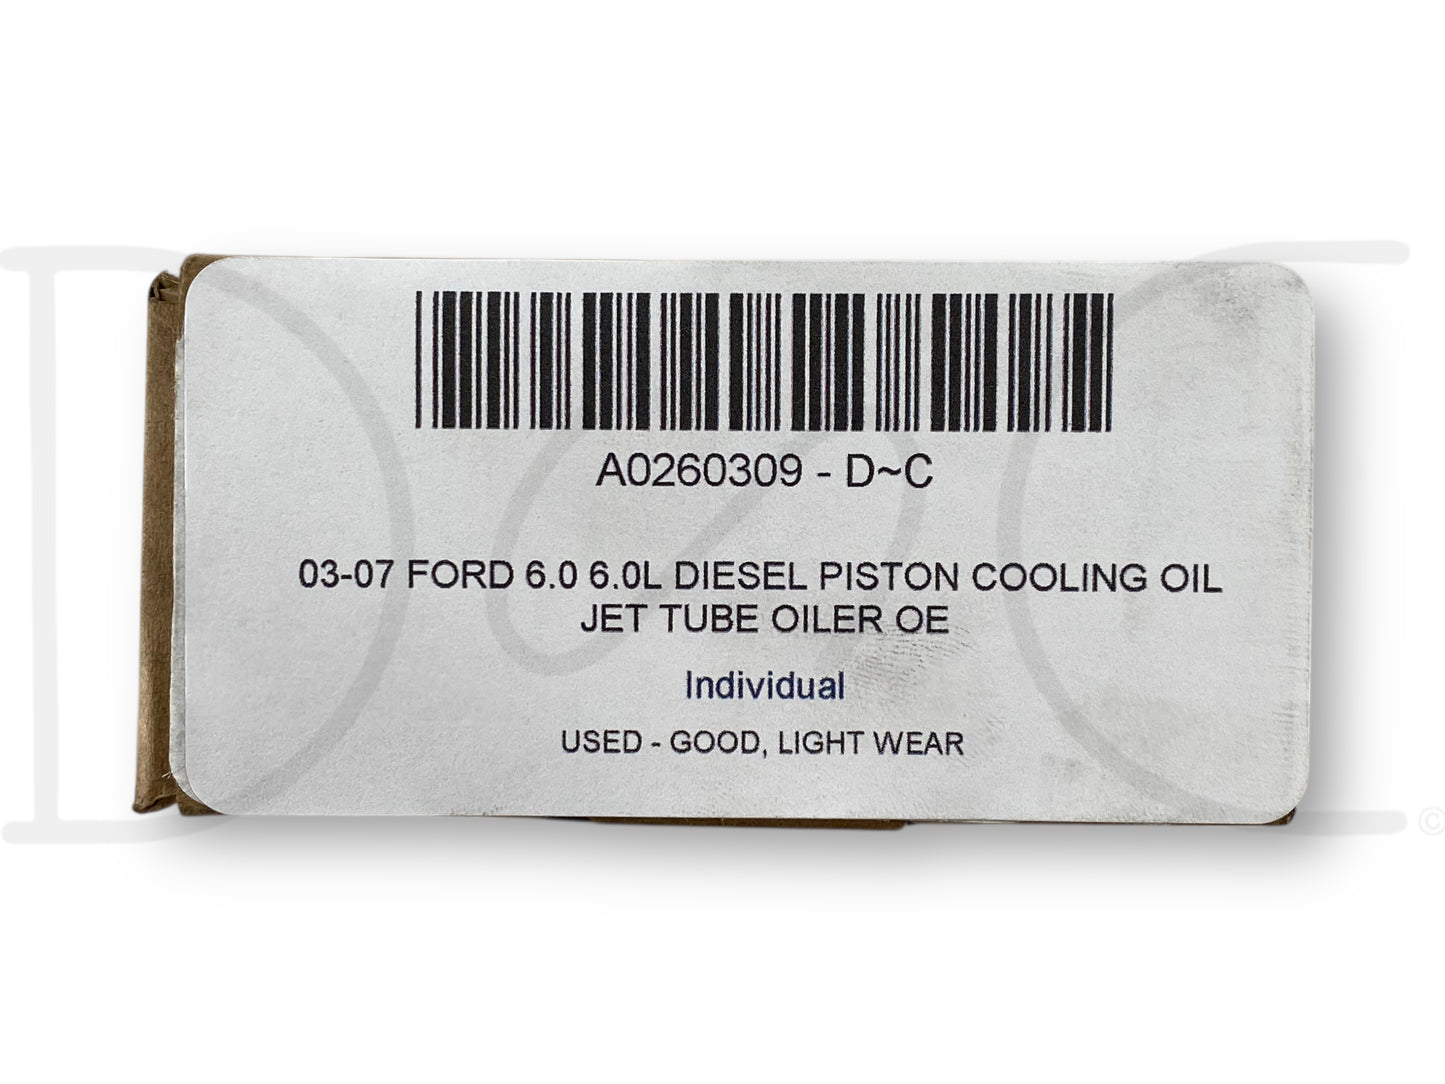 A0260309 - D~C
03-07 FORD 6.0 6.0L DIESEL PISTON COOLING OIL
JET TUBE OILER OE
Individual
USED - GOOD, LIGHT WEAR
D C ©